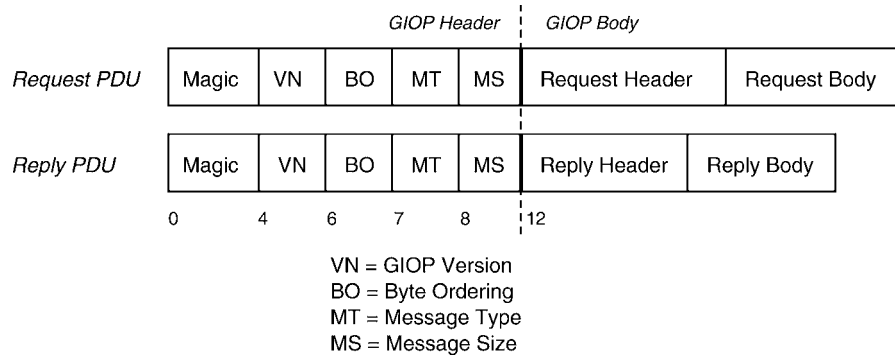 GIOP Header GIOP Body
Request PDU Magic VN BO MT MS Request Header Request Body
Reply PDU Magic VN BO MT MS Reply Header Reply Body
0 4 6 7 8 12
VN = GIOP Version
BO = Byte Ordering
MT = Message Type
MS = Message Size